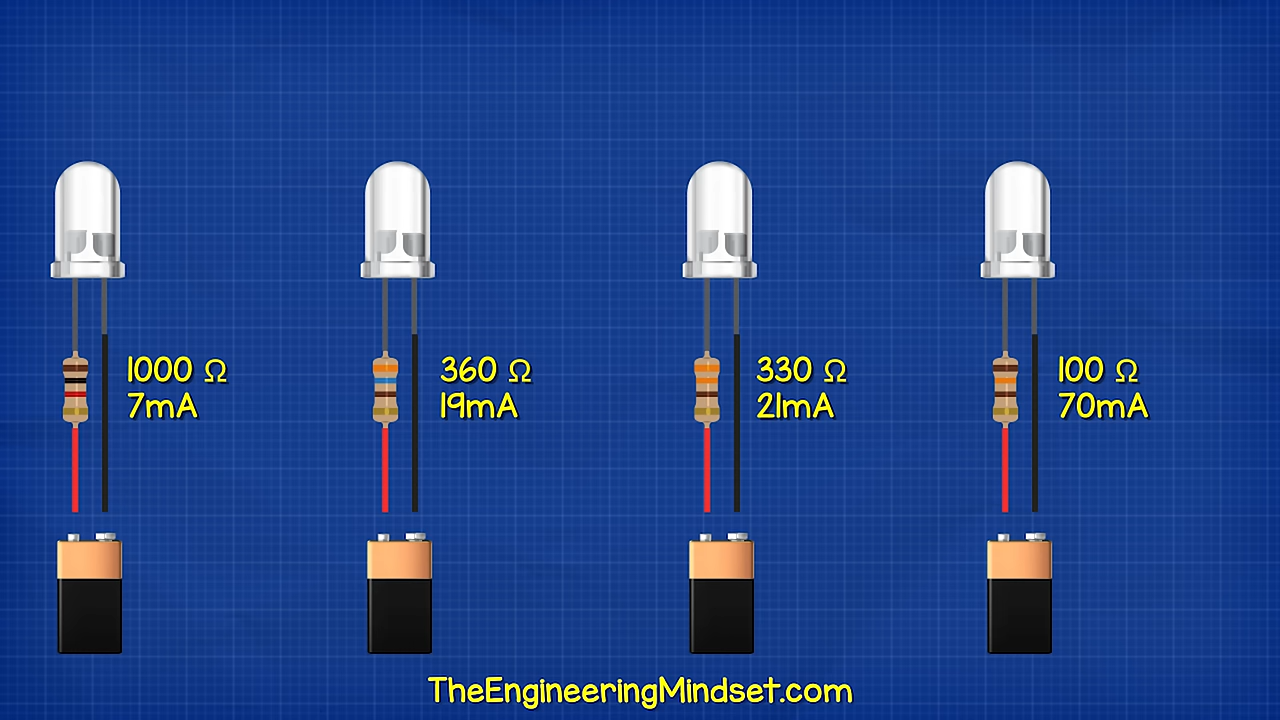 1000 Ω
7mA
360 Ω
19mA
330 Ω
21mA
100 Ω
70mA
TheEngineeringMindset.com